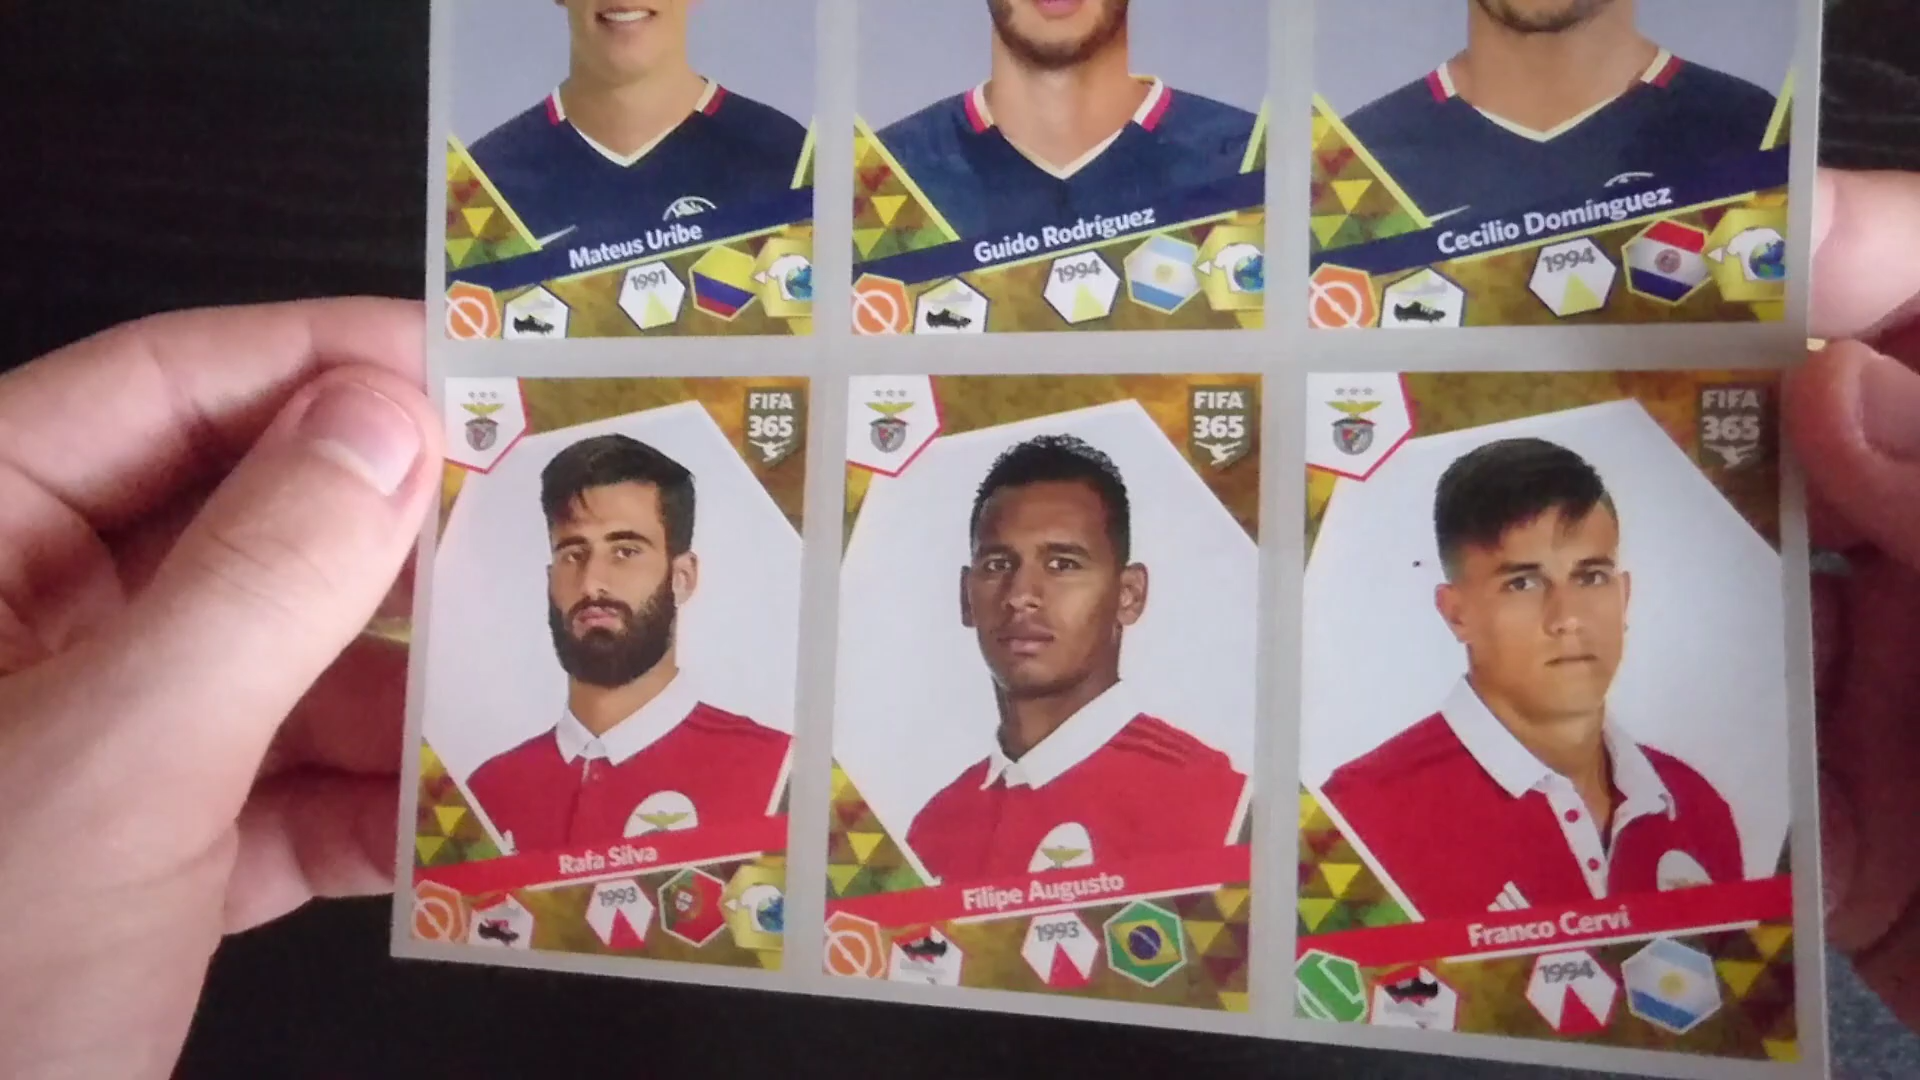 Mateus Uribe
1991
Guido Rodríguez
1994
Cecilio Domínguez
1994
FIFA
365
Rafa Silva
1993
FIFA
365
Filipe Augusto
1993
FIFA
365
Franco Cervi
1994